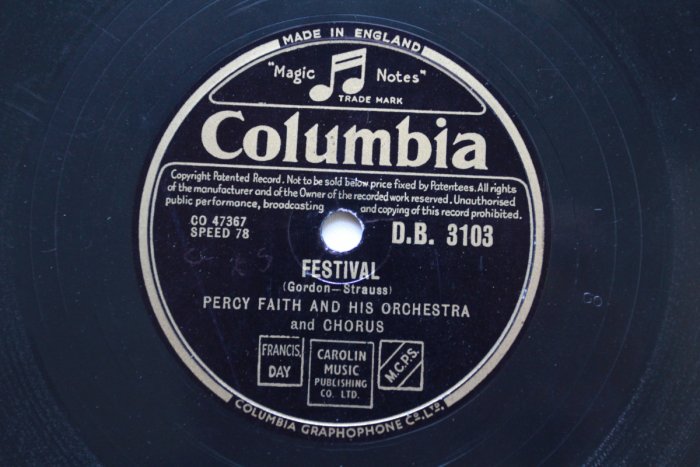 MADE IN ENGLAND
"Magic Notes"
TRADE MARK
Columbia
Copyright Patented Record. Not to be sold below price fixed by Patentees. All rights
of the manufacturer and of the Owner of the recorded work reserved. Unauthorised
public performance, broadcasting and copying of this record prohibited.
CO 47367
SPEED 78
D.B. 3103
FESTIVAL
(Gordon—Strauss)
PERCY FAITH AND HIS ORCHESTRA
and CHORUS
FRANCIS,
DAY
CAROLIN
MUSIC
PUBLISHING
CO. LTD.
M.C.P.S.
COLUMBIA GRAPHOPHONE CO. LTD.